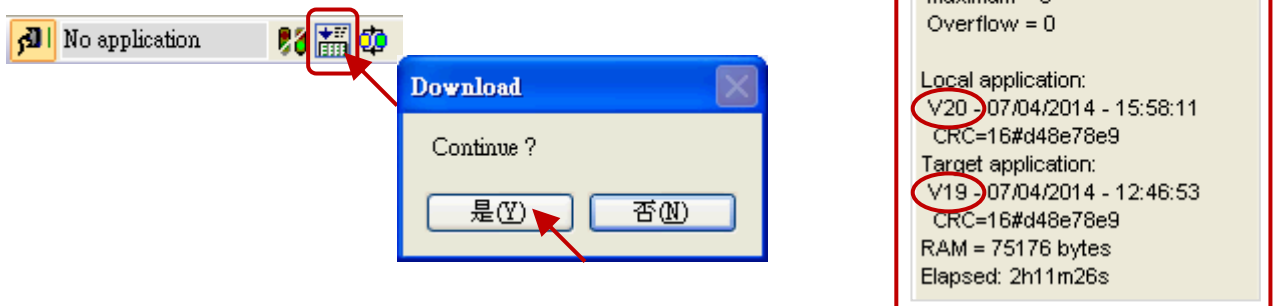 No application
Download
Continue ?
是(Y)
否(N)
Overflow = 0
Local application:
V20 - 07/04/2014 - 15:58:11
CRC=16#d48e78e9
Target application:
V19 - 07/04/2014 - 12:46:53
CRC=16#d48e78e9
RAM = 75176 bytes
Elapsed: 2h11m26s